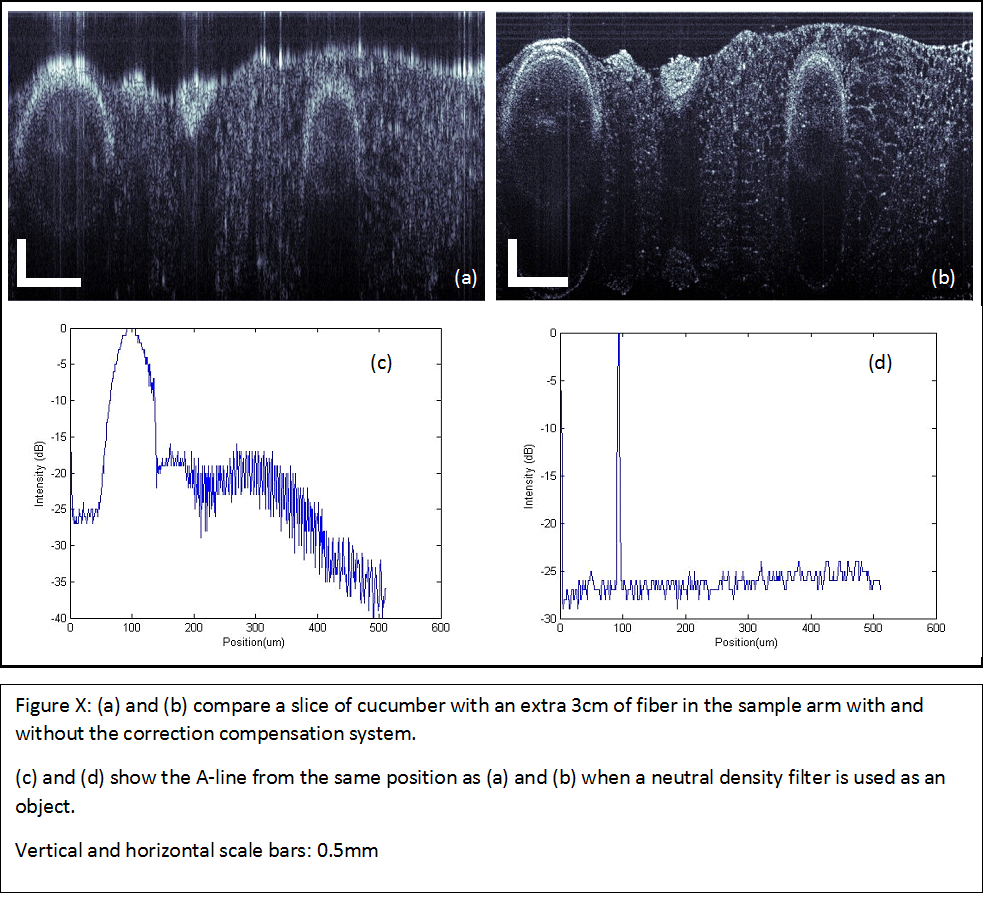 (a)
(b)
0
-5
-10
-15
-20
-25
-30
-35
-40
Intensity (dB)
(c)
0
100
200
300
400
500
600
Position(um)
0
-5
-10
-15
-20
-25
-30
Intensity (dB)
(d)
0
100
200
300
400
500
600
Position(um)
Figure X: (a) and (b) compare a slice of cucumber with an extra 3cm of fiber in the sample arm with and
without the correction compensation system.
(c) and (d) show the A-line from the same position as (a) and (b) when a neutral density filter is used as an
object.
Vertical and horizontal scale bars: 0.5mm